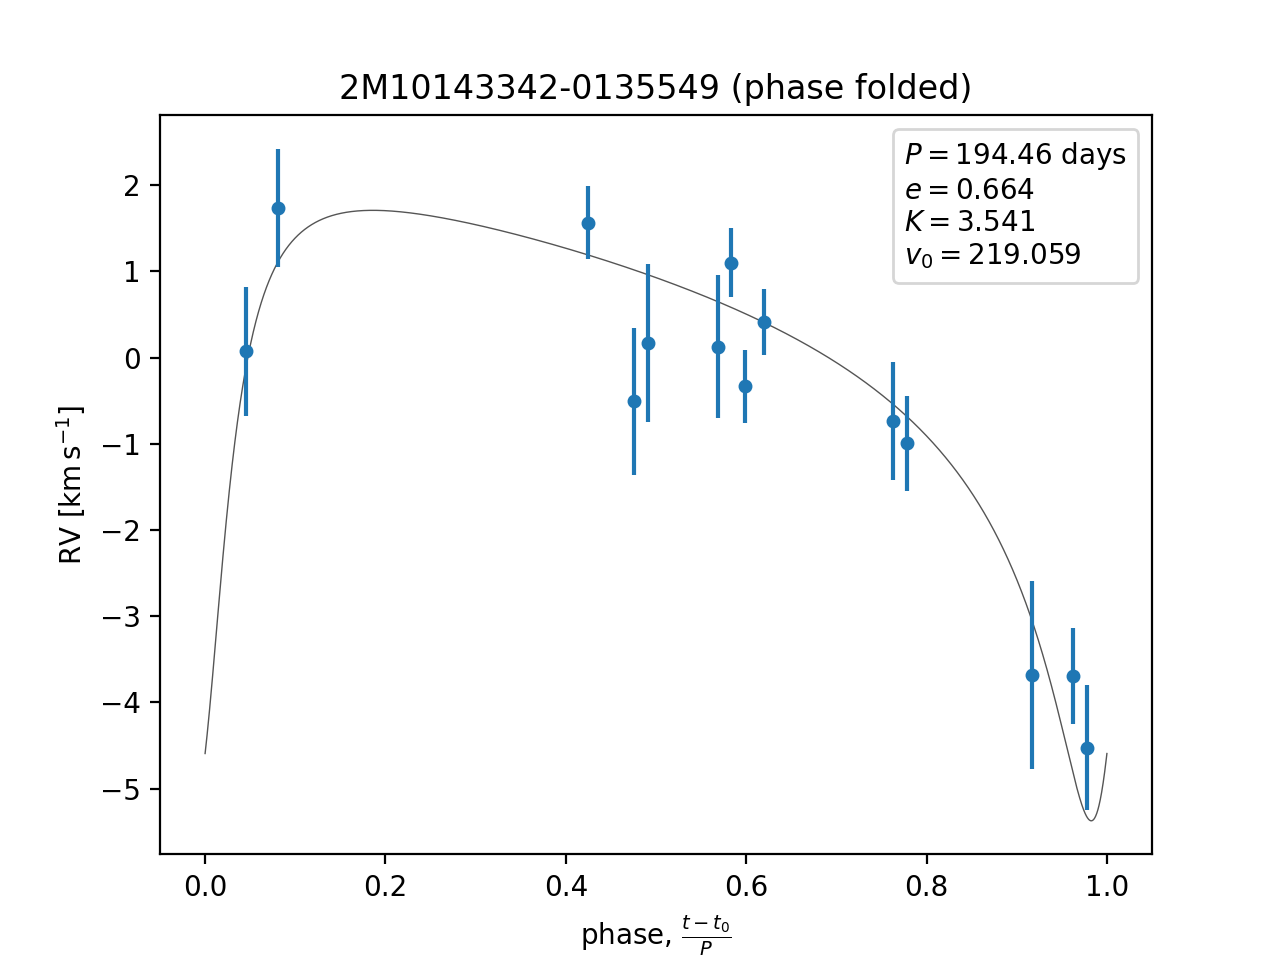 2M10143342-0135549 (phase folded)
P = 194.46 days
e = 0.664
K = 3.541
v₀ = 219.059
2
1
0
−1
−2
−3
−4
−5
RV [km s⁻¹]
0.0 0.2 0.4 0.6 0.8 1.0
phase, (t − t₀)/P